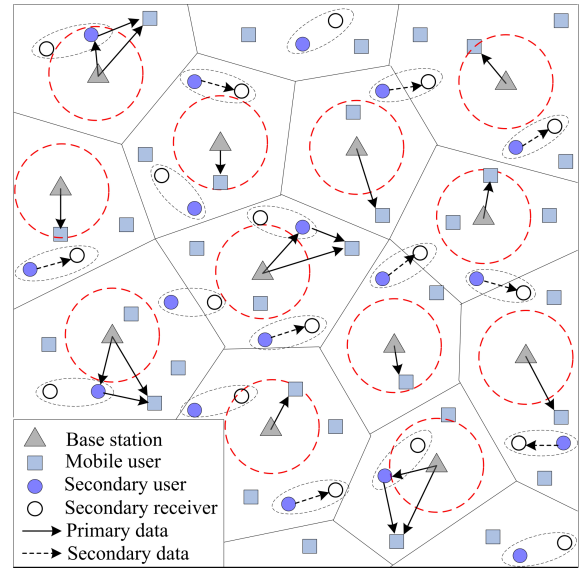 Base station
Mobile user
Secondary user
Secondary receiver
Primary data
Secondary data